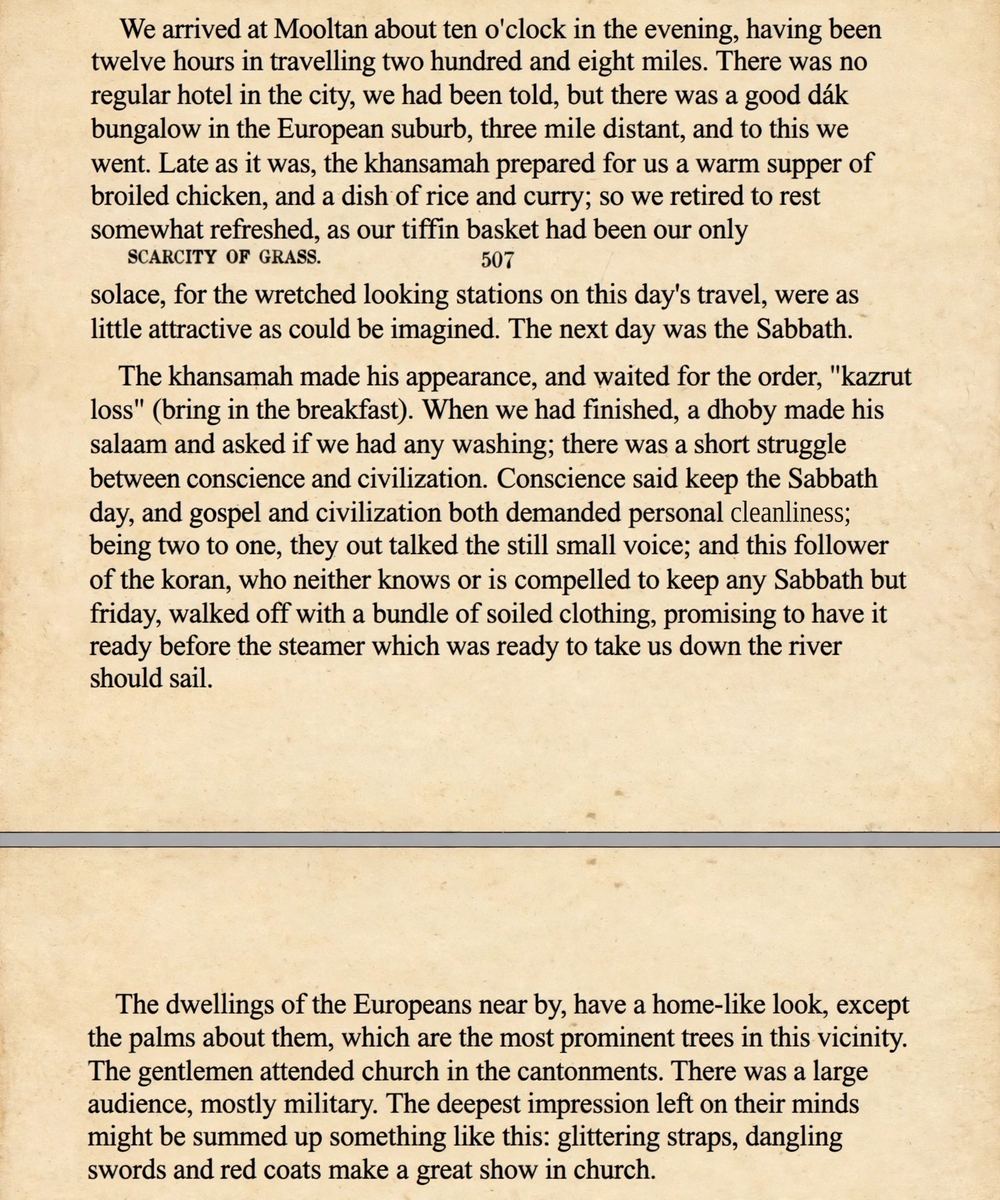 We arrived at Mooltan about ten o'clock in the evening, having been
twelve hours in travelling two hundred and eight miles. There was no
regular hotel in the city, we had been told, but there was a good dák
bungalow in the European suburb, three mile distant, and to this we
went. Late as it was, the khansamah prepared for us a warm supper of
broiled chicken, and a dish of rice and curry; so we retired to rest
somewhat refreshed, as our tiffin basket had been our only
SCARCITY OF GRASS. 507
solace, for the wretched looking stations on this day's travel, were as
little attractive as could be imagined. The next day was the Sabbath.
The khansamah made his appearance, and waited for the order, "kazrut
loss" (bring in the breakfast). When we had finished, a dhoby made his
salaam and asked if we had any washing; there was a short struggle
between conscience and civilization. Conscience said keep the Sabbath
day, and gospel and civilization both demanded personal cleanliness;
being two to one, they out talked the still small voice; and this follower
of the koran, who neither knows or is compelled to keep any Sabbath but
friday, walked off with a bundle of soiled clothing, promising to have it
ready before the steamer which was ready to take us down the river
should sail.
The dwellings of the Europeans near by, have a home-like look, except
the palms about them, which are the most prominent trees in this vicinity.
The gentlemen attended church in the cantonments. There was a large
audience, mostly military. The deepest impression left on their minds
might be summed up something like this: glittering straps, dangling
swords and red coats make a great show in church.